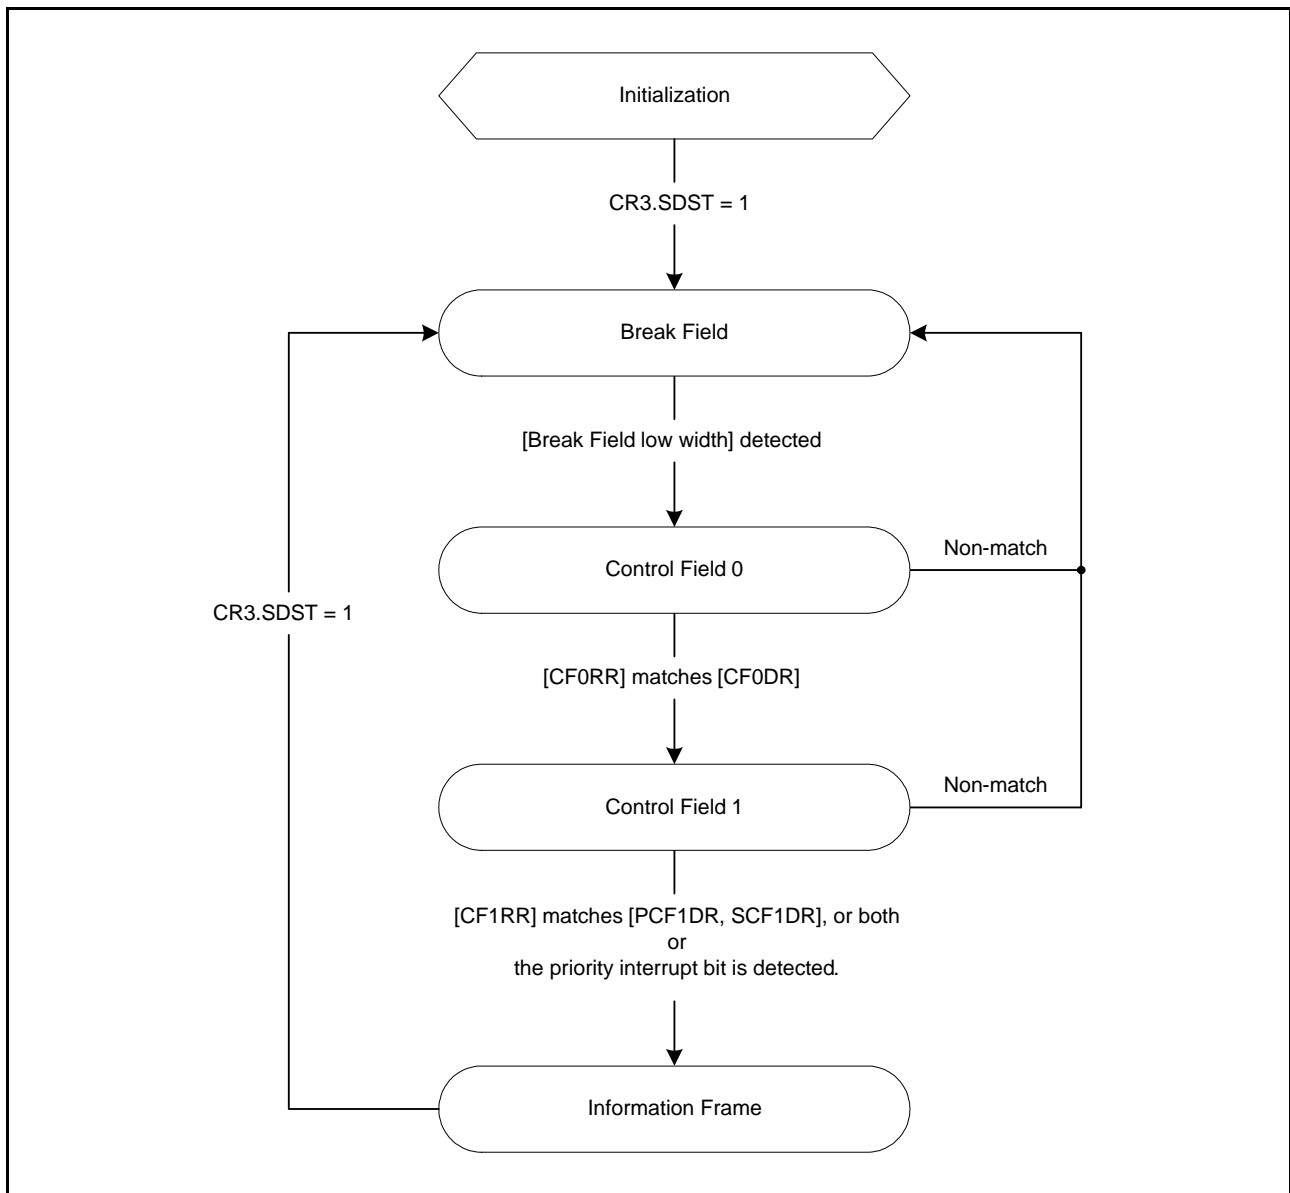 Initialization
CR3.SDST = 1
Break Field
[Break Field low width] detected
Control Field 0
Non-match
CR3.SDST = 1
[CF0RR] matches [CF0DR]
Control Field 1
Non-match
[CF1RR] matches [PCF1DR, SCF1DR], or both
or
the priority interrupt bit is detected.
Information Frame